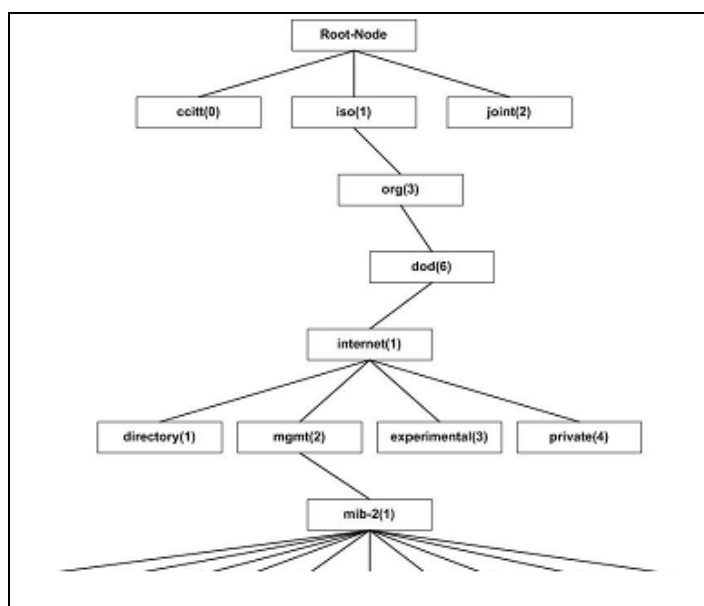 Root-Node
ccitt(0) iso(1) joint(2)
org(3)
dod(6)
internet(1)
directory(1) mgmt(2) experimental(3) private(4)
mib-2(1)